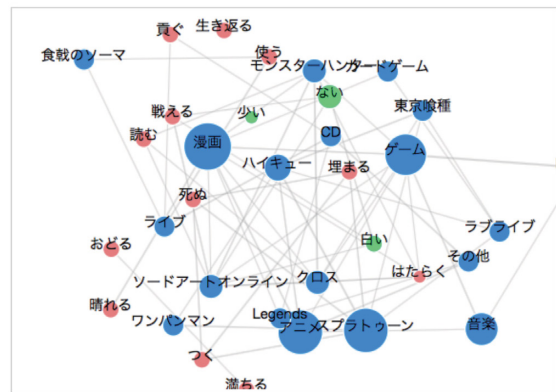 貢ぐ
生き返る
食戟のソーマ
使う
モンスターハンター
カードゲーム
ない
戦える
少い
東京喰種
読む
漫画
CD
ゲーム
ハイキュー
埋まる
死ぬ
ライブ
ラブライブ
おどる
白い
その他
はたらく
ソードアートオンライン
クロス
晴れる
ワンパンマン
Legends
アニメ
スプラトゥーン
音楽
つく
満ちる